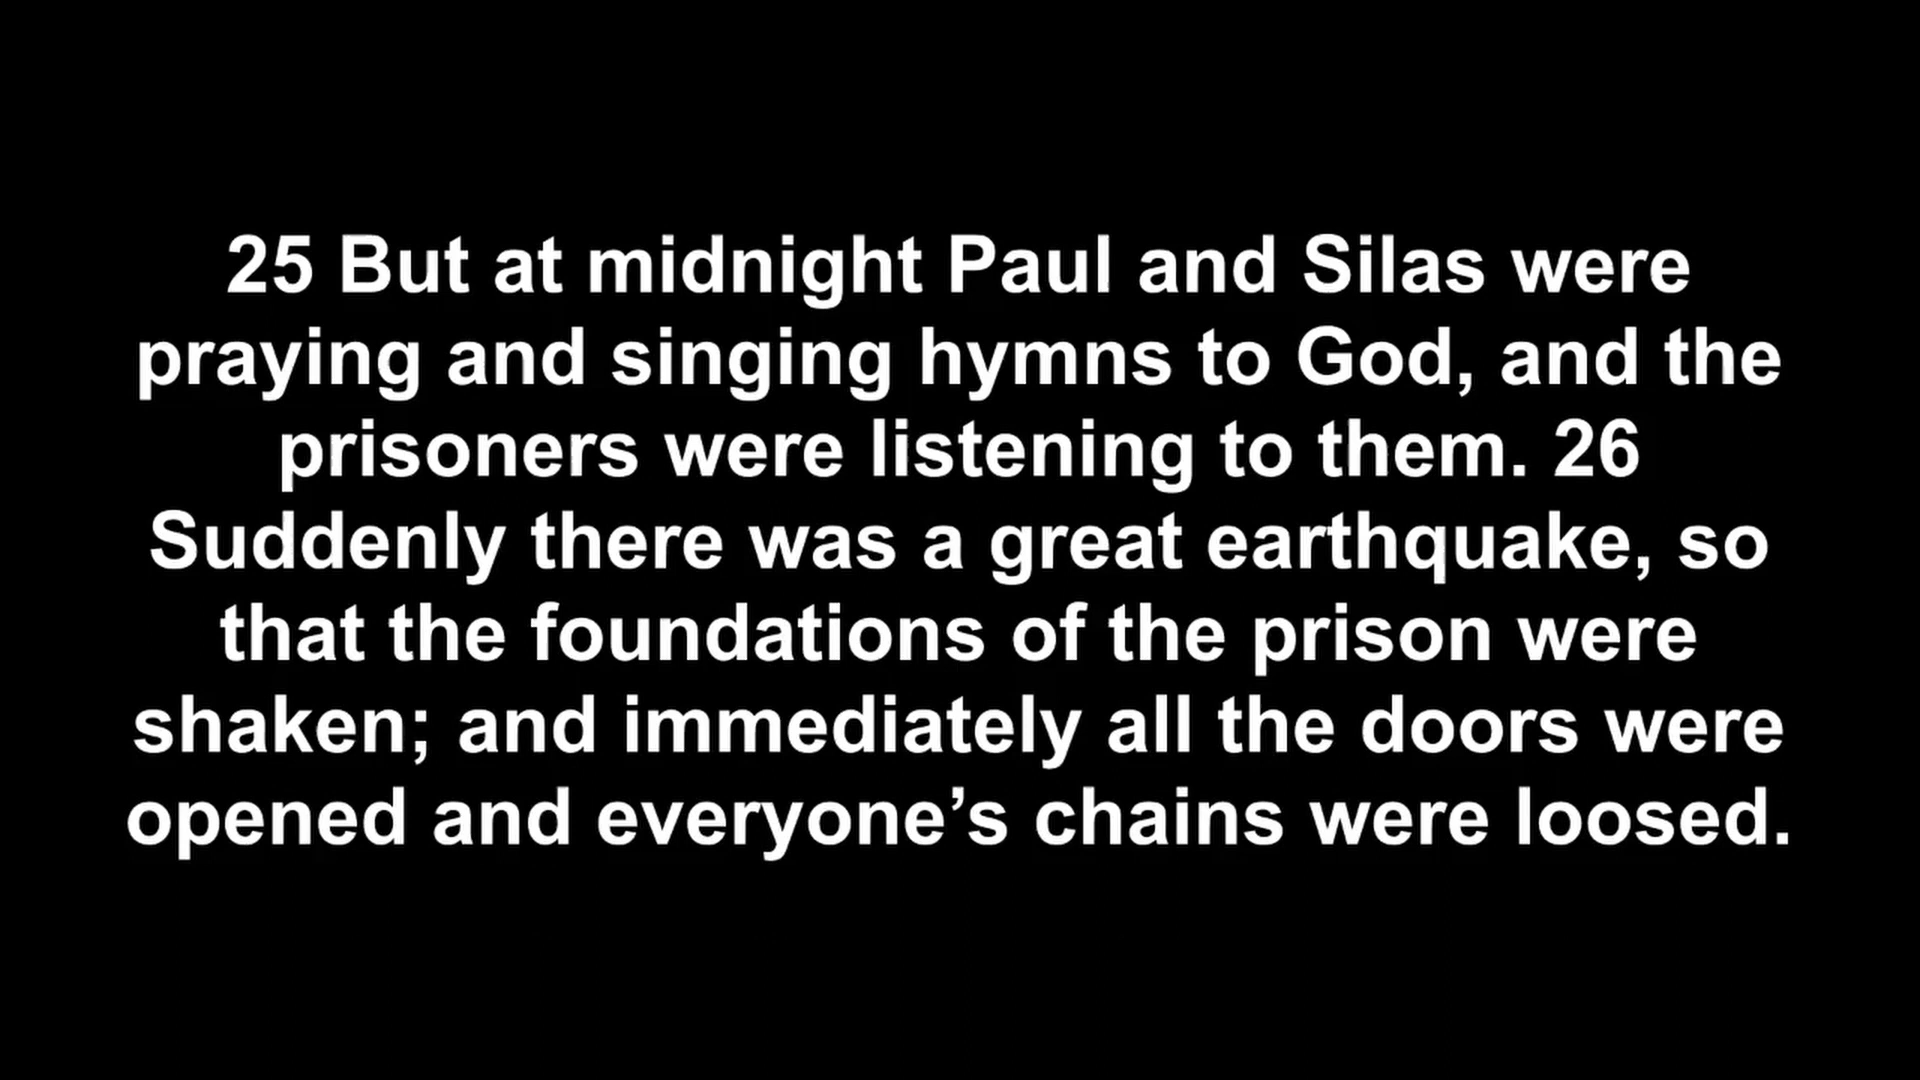 25 But at midnight Paul and Silas were
praying and singing hymns to God, and the
prisoners were listening to them. 26
Suddenly there was a great earthquake, so
that the foundations of the prison were
shaken; and immediately all the doors were
opened and everyone’s chains were loosed.